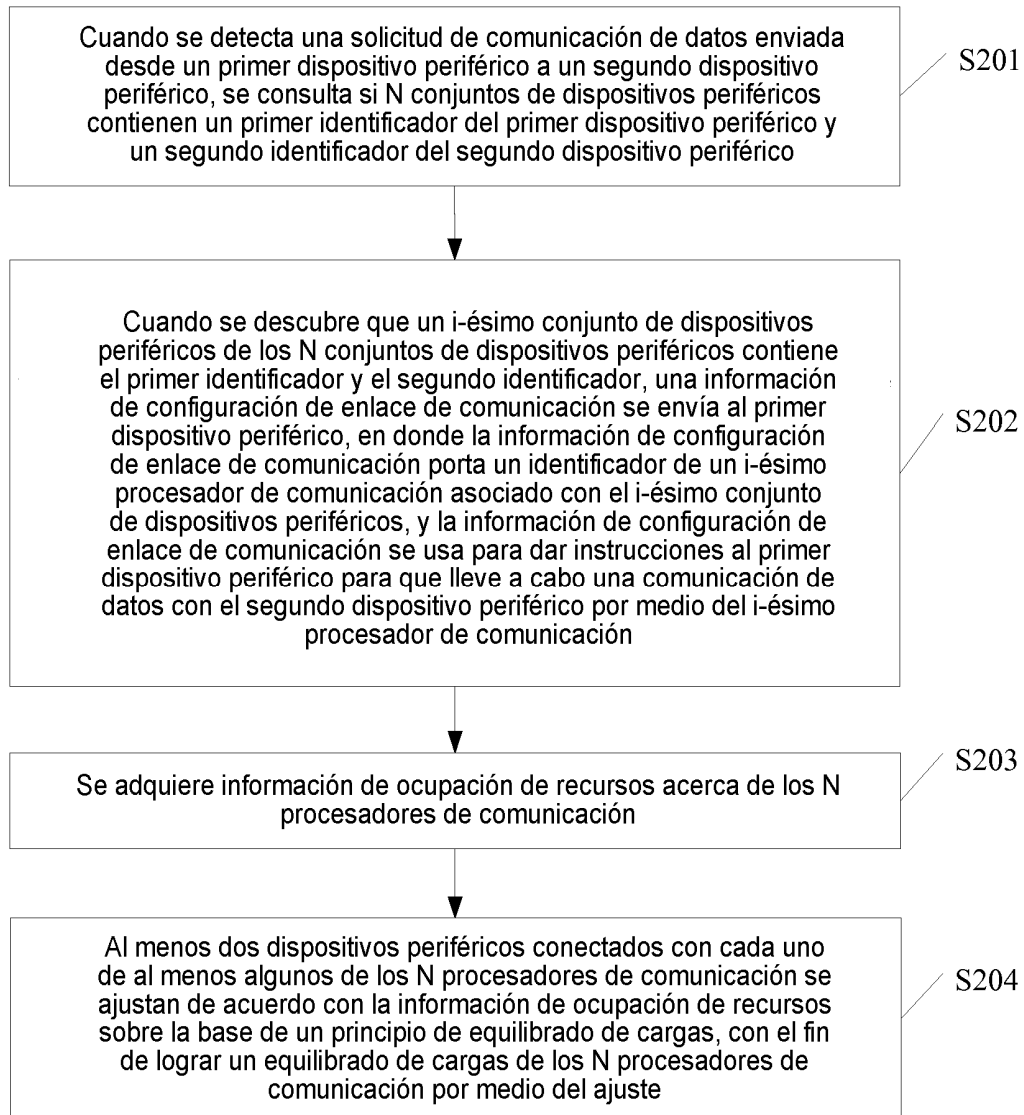 Cuando se detecta una solicitud de comunicación de datos enviada
desde un primer dispositivo periférico a un segundo dispositivo
periférico, se consulta si N conjuntos de dispositivos periféricos
contienen un primer identificador del primer dispositivo periférico y
un segundo identificador del segundo dispositivo periférico
S201
Cuando se descubre que un i-ésimo conjunto de dispositivos
periféricos de los N conjuntos de dispositivos periféricos contiene
el primer identificador y el segundo identificador, una información
de configuración de enlace de comunicación se envía al primer
dispositivo periférico, en donde la información de configuración
de enlace de comunicación porta un identificador de un i-ésimo
procesador de comunicación asociado con el i-ésimo conjunto
de dispositivos periféricos, y la información de configuración de
enlace de comunicación se usa para dar instrucciones al primer
dispositivo periférico para que lleve a cabo una comunicación de
datos con el segundo dispositivo periférico por medio del i-ésimo
procesador de comunicación
S202
Se adquiere información de ocupación de recursos acerca de los N
procesadores de comunicación
S203
Al menos dos dispositivos periféricos conectados con cada uno
de al menos algunos de los N procesadores de comunicación se
ajustan de acuerdo con la información de ocupación de recursos
sobre la base de un principio de equilibrado de cargas, con el fin
de lograr un equilibrado de cargas de los N procesadores de
comunicación por medio del ajuste
S204